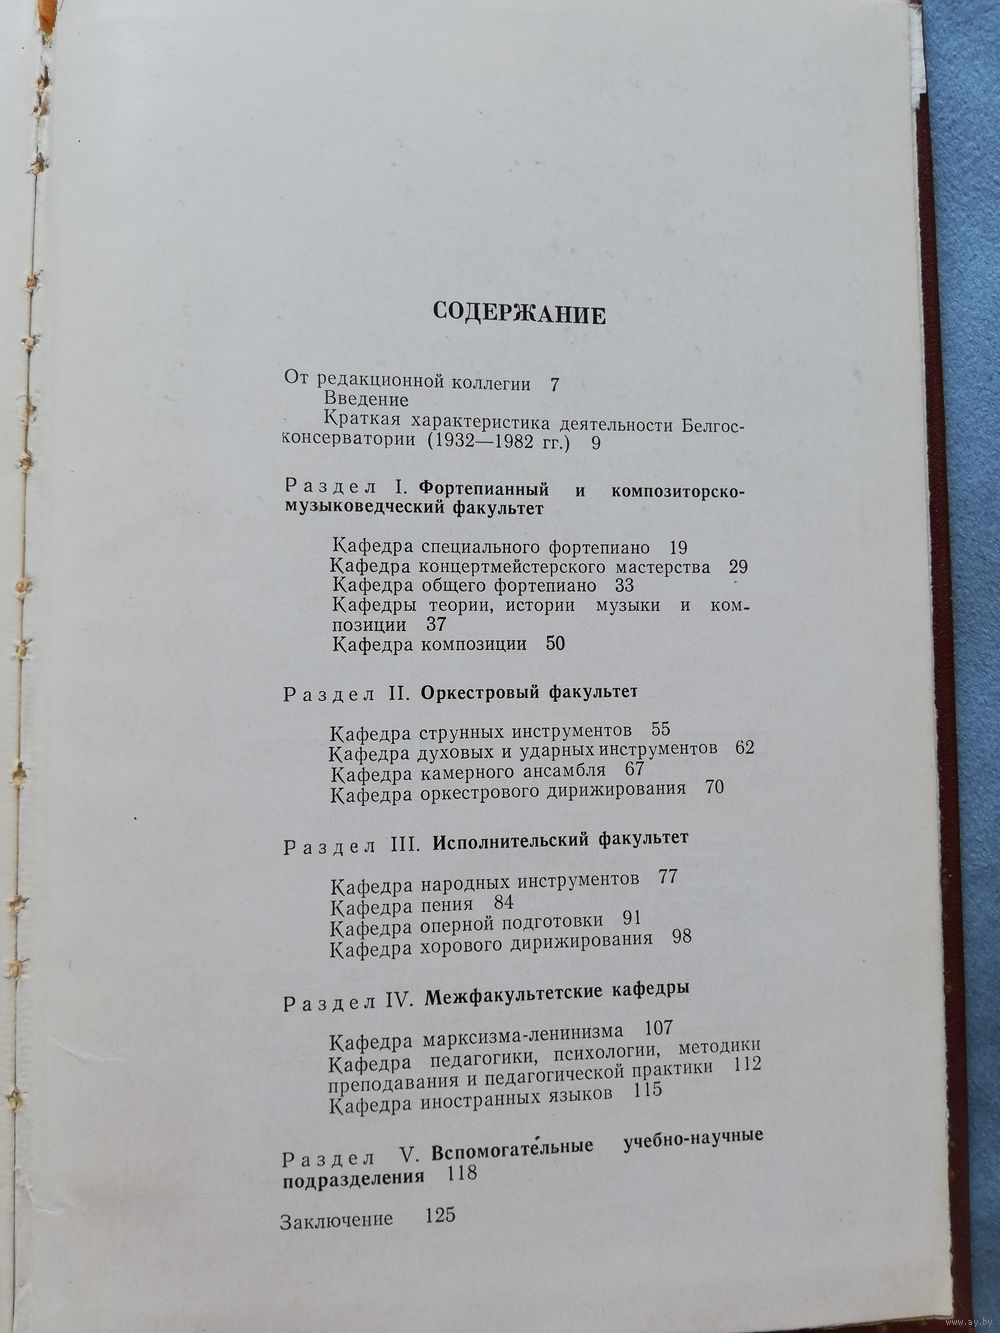 СОДЕРЖАНИЕ
От редакционной коллегии 7
Введение
Краткая характеристика деятельности Белгос-
консерватории (1932—1982 гг.) 9
Раздел I. Фортепианный и композиторско-
музыковедческий факультет
Кафедра специального фортепиано 19
Кафедра концертмейстерского мастерства 29
Кафедра общего фортепиано 33
Кафедры теории, истории музыки и ком-
позиции 37
Кафедра композиции 50
Раздел II. Оркестровый факультет
Кафедра струнных инструментов 55
Кафедра духовых и ударных инструментов 62
Кафедра камерного ансамбля 67
Кафедра оркестрового дирижирования 70
Раздел III. Исполнительский факультет
Кафедра народных инструментов 77
Кафедра пения 84
Кафедра оперной подготовки 91
Кафедра хорового дирижирования 98
Раздел IV. Межфакультетские кафедры
Кафедра марксизма-ленинизма 107
Кафедра педагогики, психологии, методики
преподавания и педагогической практики 112
Кафедра иностранных языков 115
Раздел V. Вспомогательные учебно-научные
подразделения 118
Заключение 125
www.ay.by